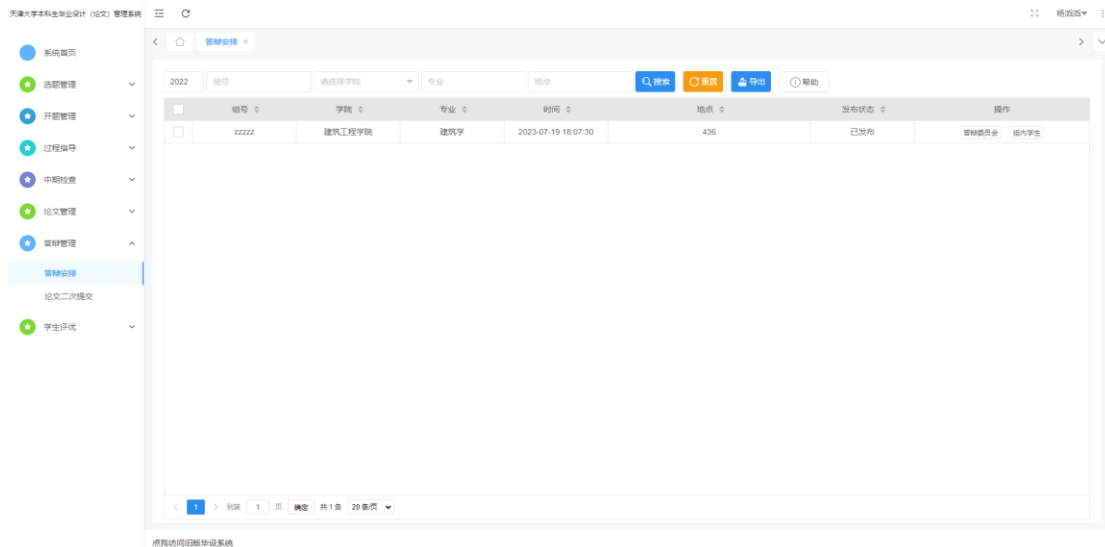 天津大学本科生毕业设计（论文）管理系统
杨滔滔
系统首页
选题管理
开题管理
过程指导
中期检查
论文管理
答辩管理
答辩安排
论文二次提交
学生评优
答辩安排 ×
2022 组号 请选择学院 专业 地点 搜索 重置 导出 帮助
组号 学院 专业 时间 地点 发布状态 操作
zzzzz 建筑工程学院 建筑学 2023-07-19 18:07:30 436 已发布 答辩委员会 组内学生
1 到第 1 页 确定 共 1 条 20 条/页
点我访问旧版毕设系统